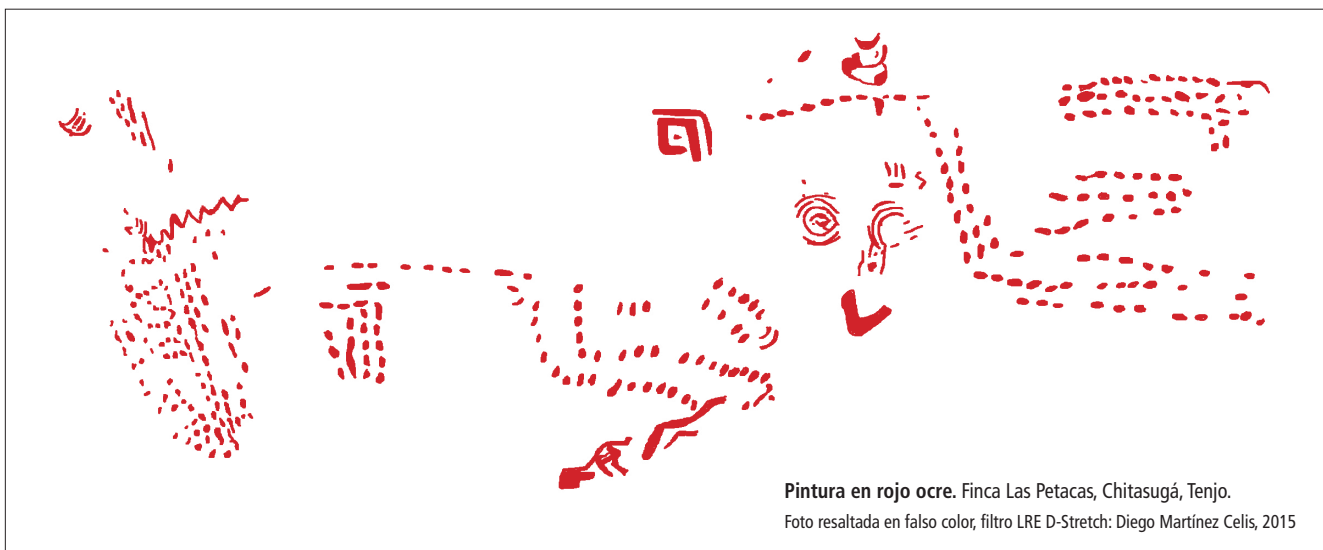 Pintura en rojo ocre. Finca Las Petacas, Chitasugá, Tenjo.
Foto resaltada en falso color, filtro LRE D-Stretch: Diego Martínez Celis, 2015